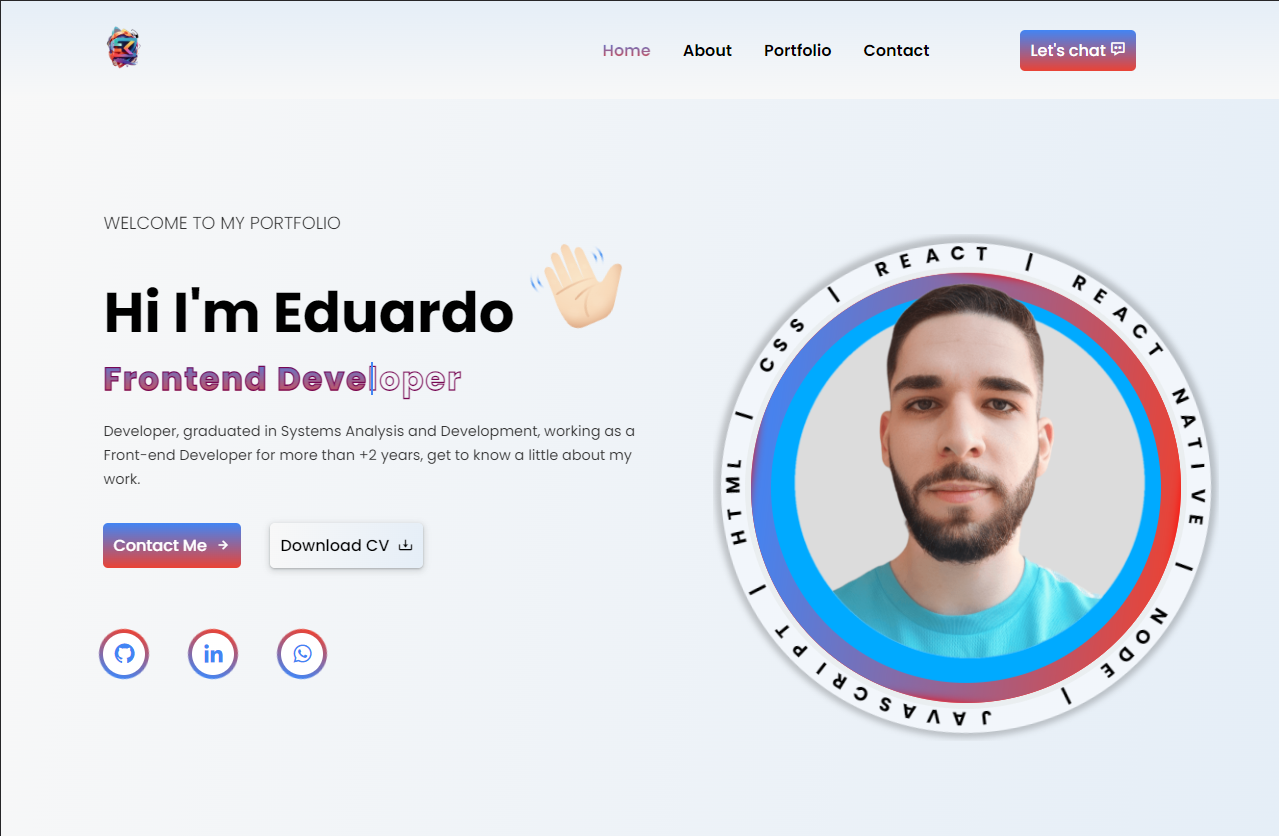 Home About Portfolio Contact Let's chat
WELCOME TO MY PORTFOLIO
Hi I'm Eduardo
Frontend Developer
Developer, graduated in Systems Analysis and Development, working as a
Front-end Developer for more than +2 years, get to know a little about my
work.
Contact Me Download CV
in
REACT | REACT NATIVE | NODE | JAVASCRIPT | HTML | CSS |